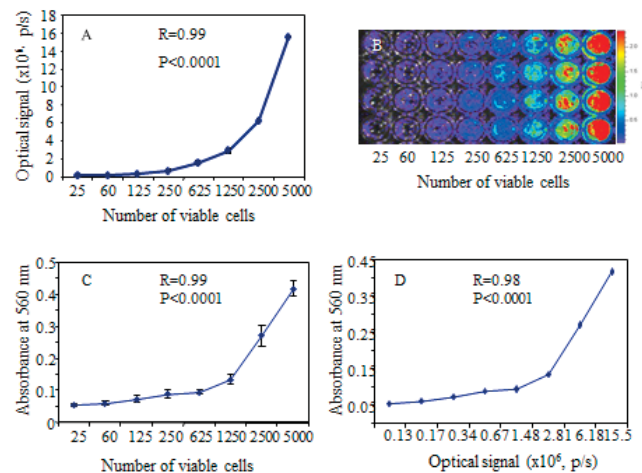 A
R=0.99
P<0.0001
Optical signal (x10⁶, p/s)
18
16
14
12
10
8
6
4
2
0
25 60 125 250 625 1250 2500 5000
Number of viable cells
B
25 60 125 250 625 1250 2500 5000
Number of viable cells
2.0
C
R=0.99
P<0.0001
Absorbance at 560 nm
0.5
0.4
0.3
0.2
0.1
0
25 50 125 250 625 1250 2500 5000
Number of viable cells
D
R=0.98
P<0.0001
Absorbance at 560 nm
0.45
0.35
0.25
0.15
0.05
0.13 0.17 0.34 0.67 1.48 2.81 6.18 15.5
Optical signal (x10⁶, p/s)